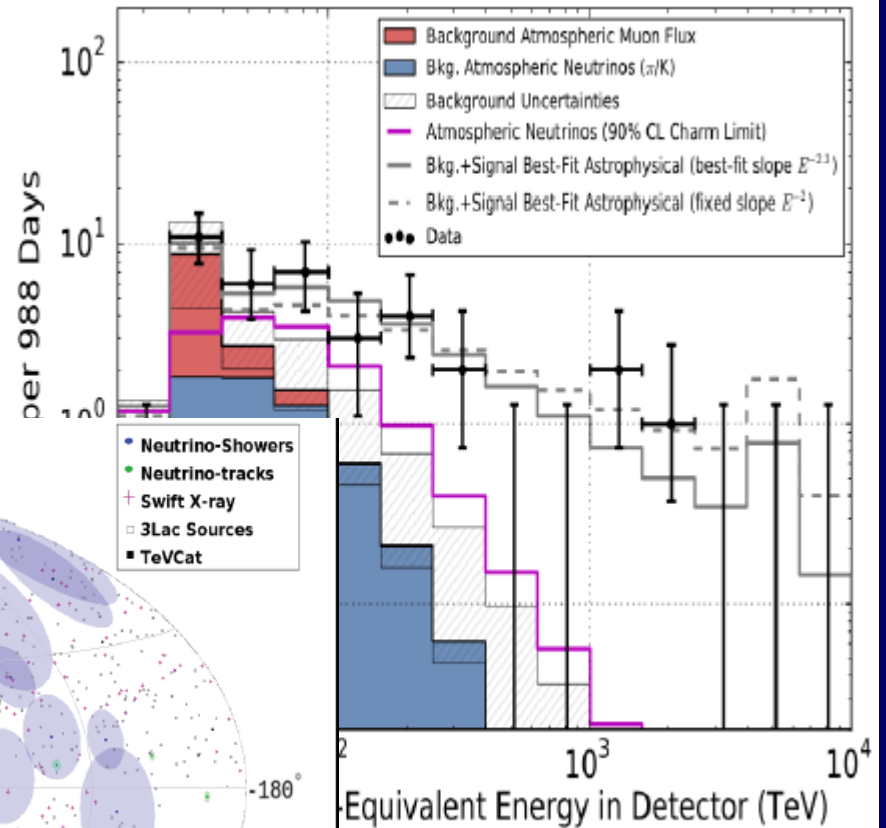 10²
Background Atmospheric Muon Flux
Bkg. Atmospheric Neutrinos (π/K)
Background Uncertainties
Atmospheric Neutrinos (90% CL Charm Limit)
Bkg.+Signal Best-Fit Astrophysical (best-fit slope E⁻²·³)
Bkg.+Signal Best-Fit Astrophysical (fixed slope E⁻²)
Data
10¹
per 988 Days
10⁰
Neutrino-Showers
Neutrino-tracks
Swift X-ray
3Lac Sources
TeVCat
-180°
2
10³
10⁴
-Equivalent Energy in Detector (TeV)